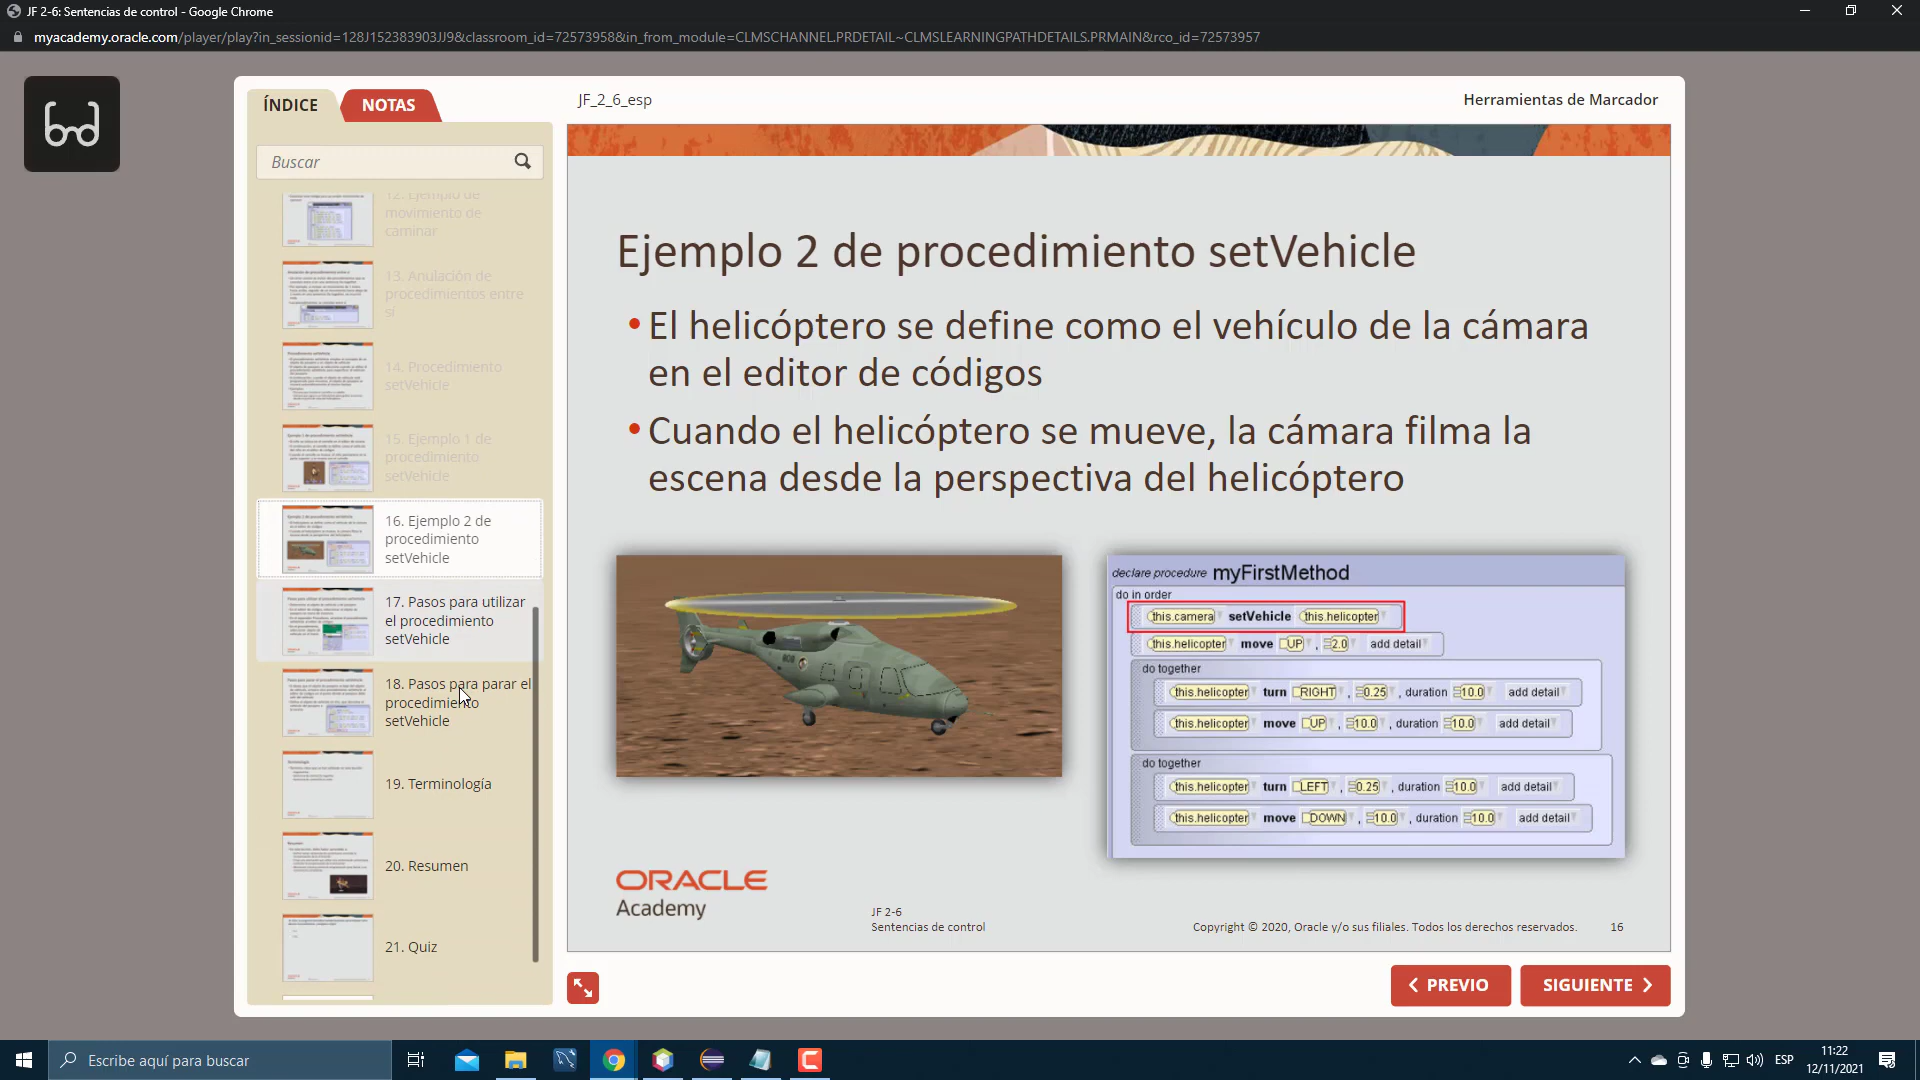 JF 2-6: Sentencias de control - Google Chrome
myacademy.oracle.com/player/play?in_sessionid=128J152383903JJ9&classroom_id=72573958&in_from_module=CLMSCHANNEL.PRDETAIL~CLMSLEARNINGPATHDETAILS.PRMAIN&rco_id=72573957
ÍNDICE
NOTAS
JF_2_6_esp
Herramientas de Marcador
Buscar
12. Ejemplo de
movimiento de
caminar
13. Anulación de
procedimientos entre
sí
14. Procedimiento
setVehicle
15. Ejemplo 1 de
procedimiento
setVehicle
16. Ejemplo 2 de
procedimiento
setVehicle
17. Pasos para utilizar
el procedimiento
setVehicle
18. Pasos para parar el
procedimiento
setVehicle
19. Terminología
20. Resumen
21. Quiz
Ejemplo 2 de procedimiento setVehicle
• El helicóptero se define como el vehículo de la cámara
en el editor de códigos
• Cuando el helicóptero se mueve, la cámara filma la
escena desde la perspectiva del helicóptero
declare procedure myFirstMethod
do in order
this.camera setVehicle this.helicopter
this.helicopter move UP , 2.0 add detail
do together
this.helicopter turn RIGHT , 0.25 , duration 10.0 add detail
this.helicopter move UP , 10.0 , duration 10.0 add detail
do together
this.helicopter turn LEFT , 0.25 , duration 10.0 add detail
this.helicopter move DOWN , 10.0 , duration 10.0 add detail
ORACLE
Academy
JF 2-6
Sentencias de control
Copyright © 2020, Oracle y/o sus filiales. Todos los derechos reservados.
16
PREVIO
SIGUIENTE
Escribe aquí para buscar
ESP
11:22
12/11/2021